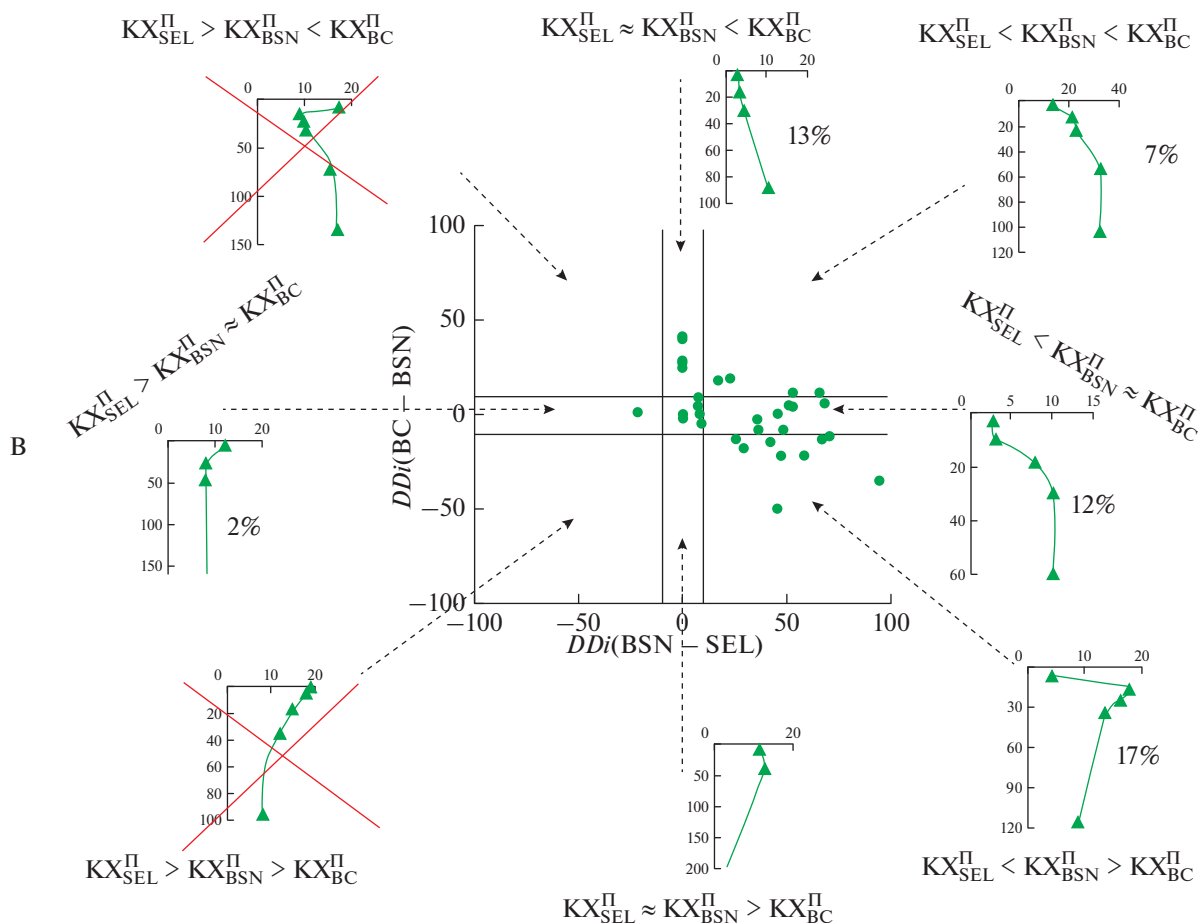 KX^П_SEL > KX^П_BSN < KX^П_BC
KX^П_SEL ≈ KX^П_BSN < KX^П_BC
KX^П_SEL < KX^П_BSN < KX^П_BC
0 10 20
50
100
150
0 10 20
20
40
60
80
100
13%
0 20 40
20
40
60
80
100
120
7%
KX^П_SEL > KX^П_BSN ≈ KX^П_BC
KX^П_SEL < KX^П_BSN ≈ KX^П_BC
В
0 10 20
50
100
150
2%
100
50
0
−50
−100
−100 −50 0 50 100
DDi(BC – BSN)
DDi(BSN – SEL)
0 5 10 15
20
40
60
12%
0 10 20
20
40
60
80
100
KX^П_SEL > KX^П_BSN > KX^П_BC
0 20
50
100
150
200
KX^П_SEL ≈ KX^П_BSN > KX^П_BC
0 10 20
30
60
90
120
17%
KX^П_SEL < KX^П_BSN > KX^П_BC